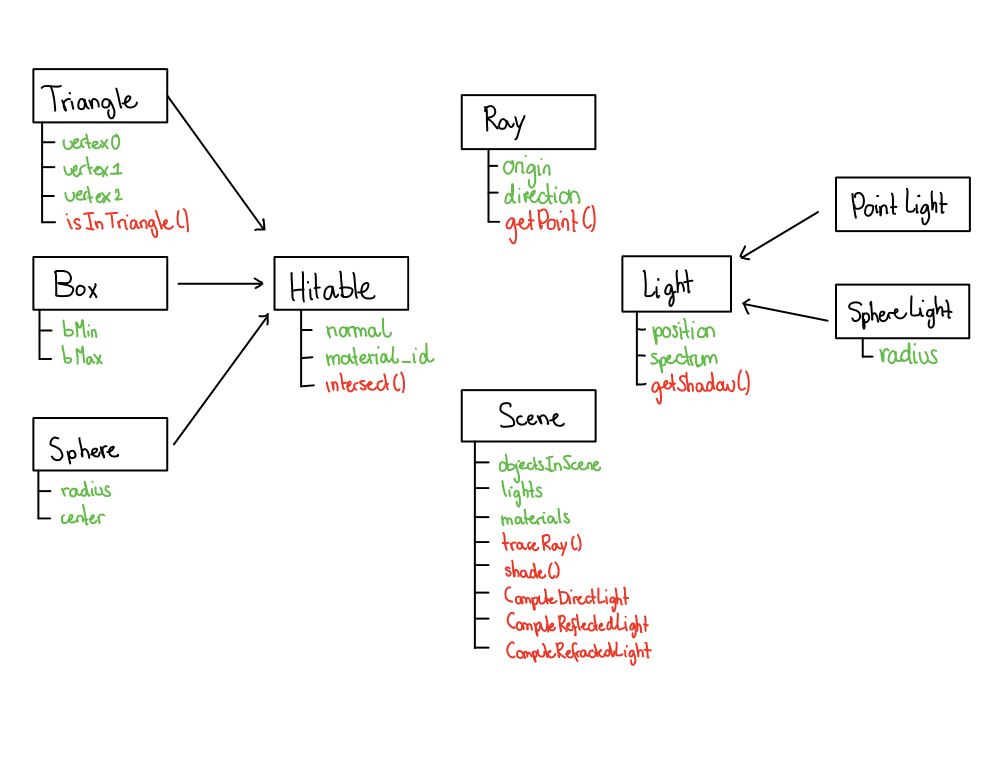 Triangle
vertex0
vertex1
vertex2
isInTriangle()
Box
bMin
bMax
Sphere
radius
center
Hitable
normal
material_id
intersect()
Ray
origin
direction
getPoint()
Scene
objectsInScene
lights
materials
traceRay()
shade()
ComputeDirectLight
ComputeReflectedLight
ComputeRefractedLight
Light
position
spectrum
getShadow()
Point Light
Sphere Light
radius